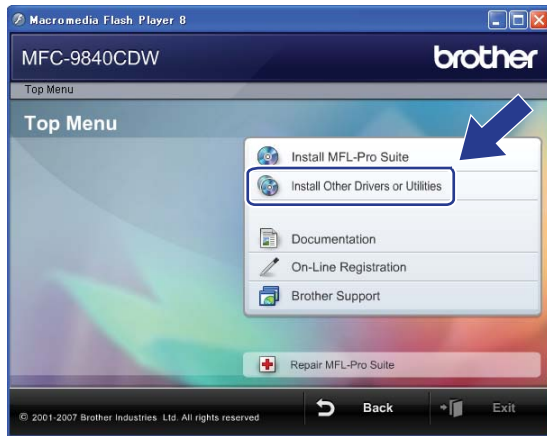 Macromedia Flash Player 8
MFC-9840CDW
brother
Top Menu
Top Menu
Install MFL-Pro Suite
Install Other Drivers or Utilities
Documentation
On-Line Registration
Brother Support
Repair MFL-Pro Suite
© 2001-2007 Brother Industries Ltd. All rights reserved
Back
Exit